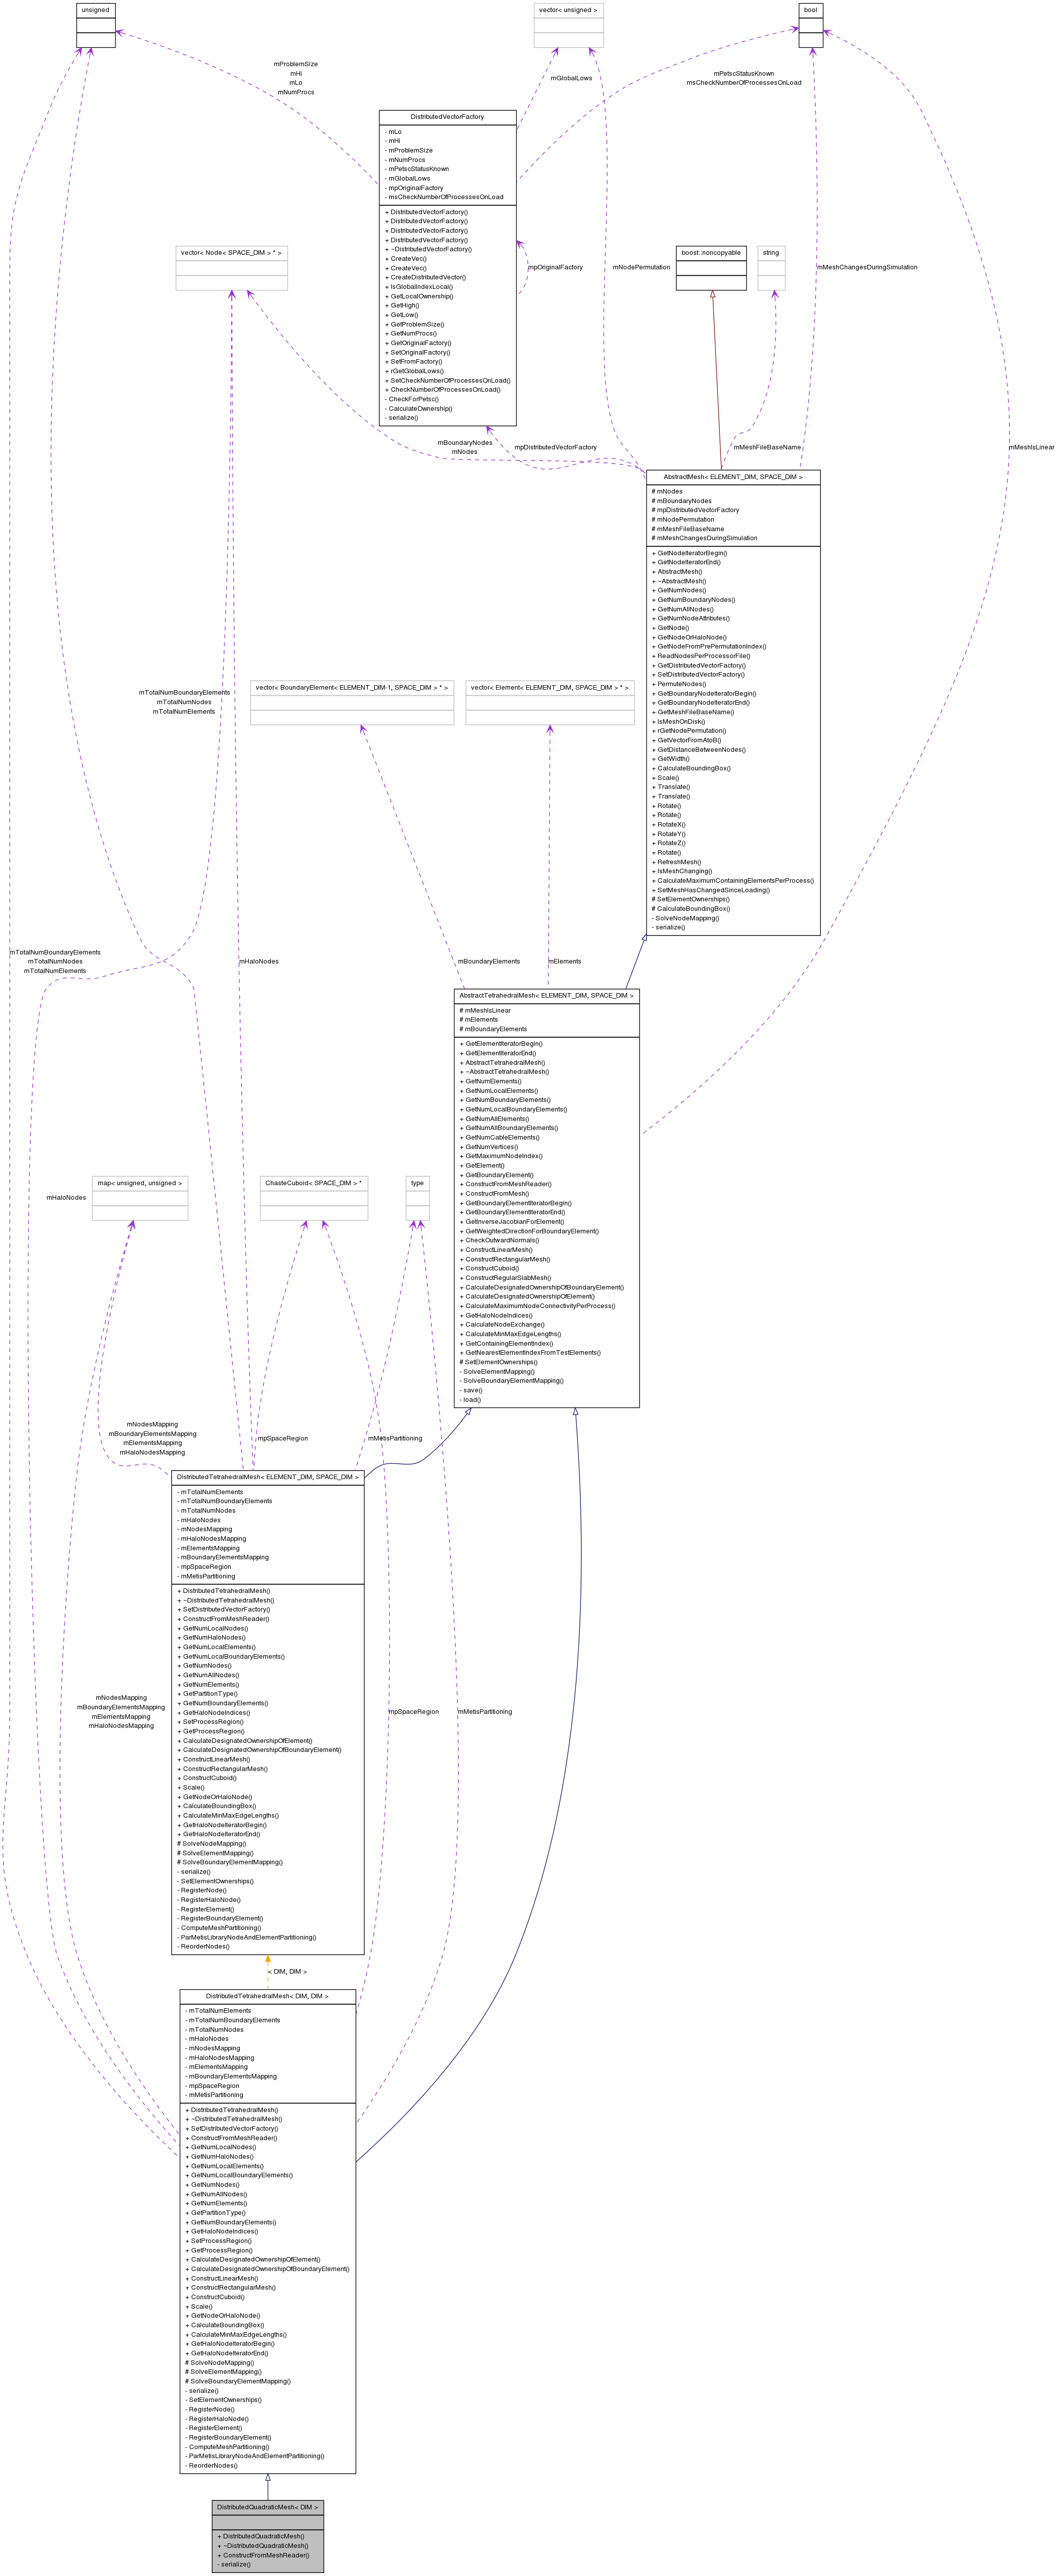 unsigned
vector< unsigned >
bool
mProblemSize
mHi
mLo
mNumProcs
mGlobalLows
mPetscStatusKnown
msCheckNumberOfProcessesOnLoad
DistributedVectorFactory
- mLo
- mHi
- mProblemSize
- mNumProcs
- mPetscStatusKnown
- mGlobalLows
- mpOriginalFactory
- msCheckNumberOfProcessesOnLoad
+ DistributedVectorFactory()
+ DistributedVectorFactory()
+ DistributedVectorFactory()
+ DistributedVectorFactory()
+ ~DistributedVectorFactory()
+ CreateVec()
+ CreateVec()
+ CreateDistributedVector()
+ IsGlobalIndexLocal()
+ GetLocalOwnership()
+ GetHigh()
+ GetLow()
+ GetProblemSize()
+ GetNumProcs()
+ GetOriginalFactory()
+ SetOriginalFactory()
+ SetFromFactory()
+ rGetGlobalLows()
+ SetCheckNumberOfProcessesOnLoad()
+ CheckNumberOfProcessesOnLoad()
- CheckForPetsc()
- CalculateOwnership()
- serialize()
vector< Node< SPACE_DIM > * >
boost::noncopyable
string
mpOriginalFactory
mNodePermutation
mMeshChangesDuringSimulation
mBoundaryNodes
mNodes
mpDistributedVectorFactory
mMeshFileBaseName
mMeshIsLinear
AbstractMesh< ELEMENT_DIM, SPACE_DIM >
# mNodes
# mBoundaryNodes
# mpDistributedVectorFactory
# mNodePermutation
# mMeshFileBaseName
# mMeshChangesDuringSimulation
+ GetNodeIteratorBegin()
+ GetNodeIteratorEnd()
+ AbstractMesh()
+ ~AbstractMesh()
+ GetNumNodes()
+ GetNumBoundaryNodes()
+ GetNumAllNodes()
+ GetNumNodeAttributes()
+ GetNode()
+ GetNodeOrHaloNode()
+ GetNodeFromPrePermutationIndex()
+ ReadNodesPerProcessorFile()
+ GetDistributedVectorFactory()
+ SetDistributedVectorFactory()
+ PermuteNodes()
+ GetBoundaryNodeIteratorBegin()
+ GetBoundaryNodeIteratorEnd()
+ GetMeshFileBaseName()
+ IsMeshOnDisk()
+ rGetNodePermutation()
+ GetVectorFromAtoB()
+ GetDistanceBetweenNodes()
+ GetWidth()
+ CalculateBoundingBox()
+ Scale()
+ Translate()
+ Translate()
+ Rotate()
+ Rotate()
+ RotateX()
+ RotateY()
+ RotateZ()
+ Rotate()
+ RefreshMesh()
+ IsMeshChanging()
+ CalculateMaximumContainingElementsPerProcess()
+ SetMeshHasChangedSinceLoading()
# SetElementOwnerships()
# CalculateBoundingBox()
- SolveNodeMapping()
- serialize()
mTotalNumBoundaryElements
mTotalNumNodes
mTotalNumElements
vector< BoundaryElement< ELEMENT_DIM-1, SPACE_DIM > * >
vector< Element< ELEMENT_DIM, SPACE_DIM > * >
mTotalNumBoundaryElements
mTotalNumNodes
mTotalNumElements
mHaloNodes
mBoundaryElements
mElements
AbstractTetrahedralMesh< ELEMENT_DIM, SPACE_DIM >
# mMeshIsLinear
# mElements
# mBoundaryElements
+ GetElementIteratorBegin()
+ GetElementIteratorEnd()
+ AbstractTetrahedralMesh()
+ ~AbstractTetrahedralMesh()
+ GetNumElements()
+ GetNumLocalElements()
+ GetNumBoundaryElements()
+ GetNumLocalBoundaryElements()
+ GetNumAllElements()
+ GetNumAllBoundaryElements()
+ GetNumCableElements()
+ GetNumVertices()
+ GetMaximumNodeIndex()
+ GetElement()
+ GetBoundaryElement()
+ ConstructFromMeshReader()
+ ConstructFromMesh()
+ GetBoundaryElementIteratorBegin()
+ GetBoundaryElementIteratorEnd()
+ GetInverseJacobianForElement()
+ GetWeightedDirectionForBoundaryElement()
+ CheckOutwardNormals()
+ ConstructLinearMesh()
+ ConstructRectangularMesh()
+ ConstructCuboid()
+ ConstructRegularSlabMesh()
+ CalculateDesignatedOwnershipOfBoundaryElement()
+ CalculateDesignatedOwnershipOfElement()
+ CalculateMaximumNodeConnectivityPerProcess()
+ GetHaloNodeIndices()
+ CalculateNodeExchange()
+ CalculateMinMaxEdgeLengths()
+ GetContainingElementIndex()
+ GetNearestElementIndexFromTestElements()
# SetElementOwnerships()
- SolveElementMapping()
- SolveBoundaryElementMapping()
- save()
- load()
mHaloNodes
map< unsigned, unsigned >
ChasteCuboid< SPACE_DIM > *
type
mNodesMapping
mBoundaryElementsMapping
mElementsMapping
mHaloNodesMapping
mpSpaceRegion
mMetisPartitioning
DistributedTetrahedralMesh< ELEMENT_DIM, SPACE_DIM >
- mTotalNumElements
- mTotalNumBoundaryElements
- mTotalNumNodes
- mHaloNodes
- mNodesMapping
- mHaloNodesMapping
- mElementsMapping
- mBoundaryElementsMapping
- mpSpaceRegion
- mMetisPartitioning
+ DistributedTetrahedralMesh()
+ ~DistributedTetrahedralMesh()
+ SetDistributedVectorFactory()
+ ConstructFromMeshReader()
+ GetNumLocalNodes()
+ GetNumHaloNodes()
+ GetNumLocalElements()
+ GetNumLocalBoundaryElements()
+ GetNumNodes()
+ GetNumAllNodes()
+ GetNumElements()
+ GetPartitionType()
+ GetNumBoundaryElements()
+ GetHaloNodeIndices()
+ SetProcessRegion()
+ GetProcessRegion()
+ CalculateDesignatedOwnershipOfElement()
+ CalculateDesignatedOwnershipOfBoundaryElement()
+ ConstructLinearMesh()
+ ConstructRectangularMesh()
+ ConstructCuboid()
+ Scale()
+ GetNodeOrHaloNode()
+ CalculateBoundingBox()
+ CalculateMinMaxEdgeLengths()
+ GetHaloNodeIteratorBegin()
+ GetHaloNodeIteratorEnd()
# SolveNodeMapping()
# SolveElementMapping()
# SolveBoundaryElementMapping()
- serialize()
- SetElementOwnerships()
- RegisterNode()
- RegisterHaloNode()
- RegisterElement()
- RegisterBoundaryElement()
- ComputeMeshPartitioning()
- ParMetisLibraryNodeAndElementPartitioning()
- ReorderNodes()
mNodesMapping
mBoundaryElementsMapping
mElementsMapping
mHaloNodesMapping
mpSpaceRegion
mMetisPartitioning
< DIM, DIM >
DistributedTetrahedralMesh< DIM, DIM >
- mTotalNumElements
- mTotalNumBoundaryElements
- mTotalNumNodes
- mHaloNodes
- mNodesMapping
- mHaloNodesMapping
- mElementsMapping
- mBoundaryElementsMapping
- mpSpaceRegion
- mMetisPartitioning
+ DistributedTetrahedralMesh()
+ ~DistributedTetrahedralMesh()
+ SetDistributedVectorFactory()
+ ConstructFromMeshReader()
+ GetNumLocalNodes()
+ GetNumHaloNodes()
+ GetNumLocalElements()
+ GetNumLocalBoundaryElements()
+ GetNumNodes()
+ GetNumAllNodes()
+ GetNumElements()
+ GetPartitionType()
+ GetNumBoundaryElements()
+ GetHaloNodeIndices()
+ SetProcessRegion()
+ GetProcessRegion()
+ CalculateDesignatedOwnershipOfElement()
+ CalculateDesignatedOwnershipOfBoundaryElement()
+ ConstructLinearMesh()
+ ConstructRectangularMesh()
+ ConstructCuboid()
+ Scale()
+ GetNodeOrHaloNode()
+ CalculateBoundingBox()
+ CalculateMinMaxEdgeLengths()
+ GetHaloNodeIteratorBegin()
+ GetHaloNodeIteratorEnd()
# SolveNodeMapping()
# SolveElementMapping()
# SolveBoundaryElementMapping()
- serialize()
- SetElementOwnerships()
- RegisterNode()
- RegisterHaloNode()
- RegisterElement()
- RegisterBoundaryElement()
- ComputeMeshPartitioning()
- ParMetisLibraryNodeAndElementPartitioning()
- ReorderNodes()
DistributedQuadraticMesh< DIM >
+ DistributedQuadraticMesh()
+ ~DistributedQuadraticMesh()
+ ConstructFromMeshReader()
- serialize()